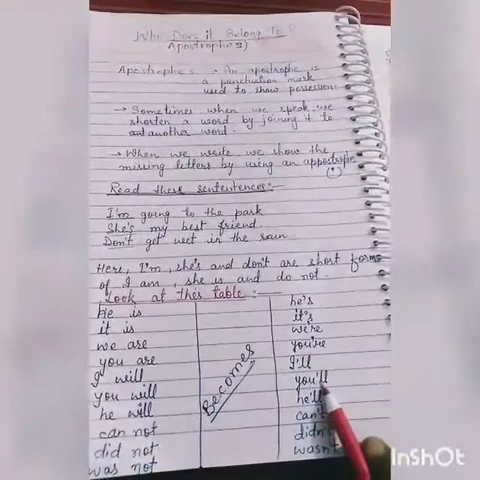 Who Does it Belong To ?
(Apostrophes)
Apostrophes → An apostrophe is
a punctuation mark
used to show possession
→ Sometimes when we speak we
shorten a word by joining it to
another word.
→ When we write we show the
missing letters by using an appostrophe
(')
Read these sententences:-
I'm going to the park
She's my best friend.
Don't get wet in the rain
Here, I'm, she's and don't are short forms
of I am, she is and do not.
Look at thes table :-
He is he's
it is it's
we are we're
you are you're
I will I'll
you will Becomes you'll
he will he'll
can not can't
did not didn'
was not wasn't
InShOt